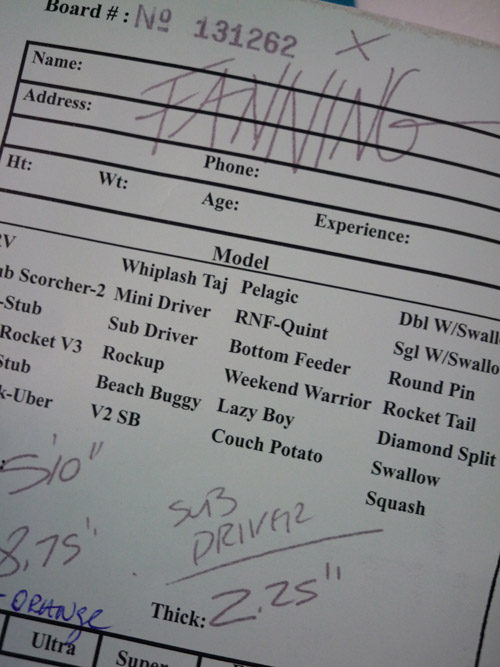 Board # : Nº 131262 X
Name:
FANNING
Address:
Phone:
Ht: Wt: Age: Experience:
Model
Whiplash Taj Pelagic Dbl W/Swall
Scorcher-2 Mini Driver RNF-Quint Sgl W/Swallo
-Stub Sub Driver Bottom Feeder Round Pin
Rocket V3 Rockup Weekend Warrior Rocket Tail
Stub Beach Buggy Lazy Boy Diamond Split
-Uber V2 SB Couch Potato Swallow
Squash
5'10"
SUB
DRIVER
8.75"
Thick: 2.25"
-ORANGE
Ultra Super